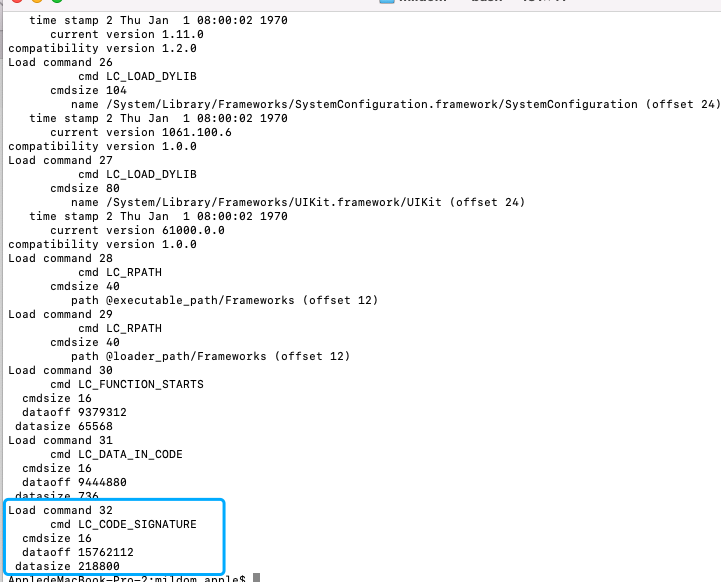 time stamp 2 Thu Jan  1 08:00:02 1970
current version 1.11.0
compatibility version 1.2.0
Load command 26
cmd LC_LOAD_DYLIB
cmdsize 104
name /System/Library/Frameworks/SystemConfiguration.framework/SystemConfiguration (offset 24)
time stamp 2 Thu Jan  1 08:00:02 1970
current version 1061.100.6
compatibility version 1.0.0
Load command 27
cmd LC_LOAD_DYLIB
cmdsize 80
name /System/Library/Frameworks/UIKit.framework/UIKit (offset 24)
time stamp 2 Thu Jan  1 08:00:02 1970
current version 61000.0.0
compatibility version 1.0.0
Load command 28
cmd LC_RPATH
cmdsize 40
path @executable_path/Frameworks (offset 12)
Load command 29
cmd LC_RPATH
cmdsize 40
path @loader_path/Frameworks (offset 12)
Load command 30
cmd LC_FUNCTION_STARTS
cmdsize 16
dataoff 9379312
datasize 65568
Load command 31
cmd LC_DATA_IN_CODE
cmdsize 16
dataoff 9444880
datasize 736
Load command 32
cmd LC_CODE_SIGNATURE
cmdsize 16
dataoff 15762112
datasize 218800
AppledeMacBook-Pro-2:mildom apple$